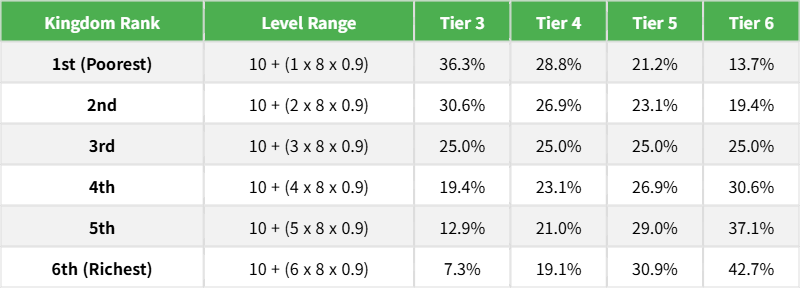 Kingdom Rank Level Range Tier 3 Tier 4 Tier 5 Tier 6
1st (Poorest) 10 + (1 x 8 x 0.9) 36.3% 28.8% 21.2% 13.7%
2nd 10 + (2 x 8 x 0.9) 30.6% 26.9% 23.1% 19.4%
3rd 10 + (3 x 8 x 0.9) 25.0% 25.0% 25.0% 25.0%
4th 10 + (4 x 8 x 0.9) 19.4% 23.1% 26.9% 30.6%
5th 10 + (5 x 8 x 0.9) 12.9% 21.0% 29.0% 37.1%
6th (Richest) 10 + (6 x 8 x 0.9) 7.3% 19.1% 30.9% 42.7%